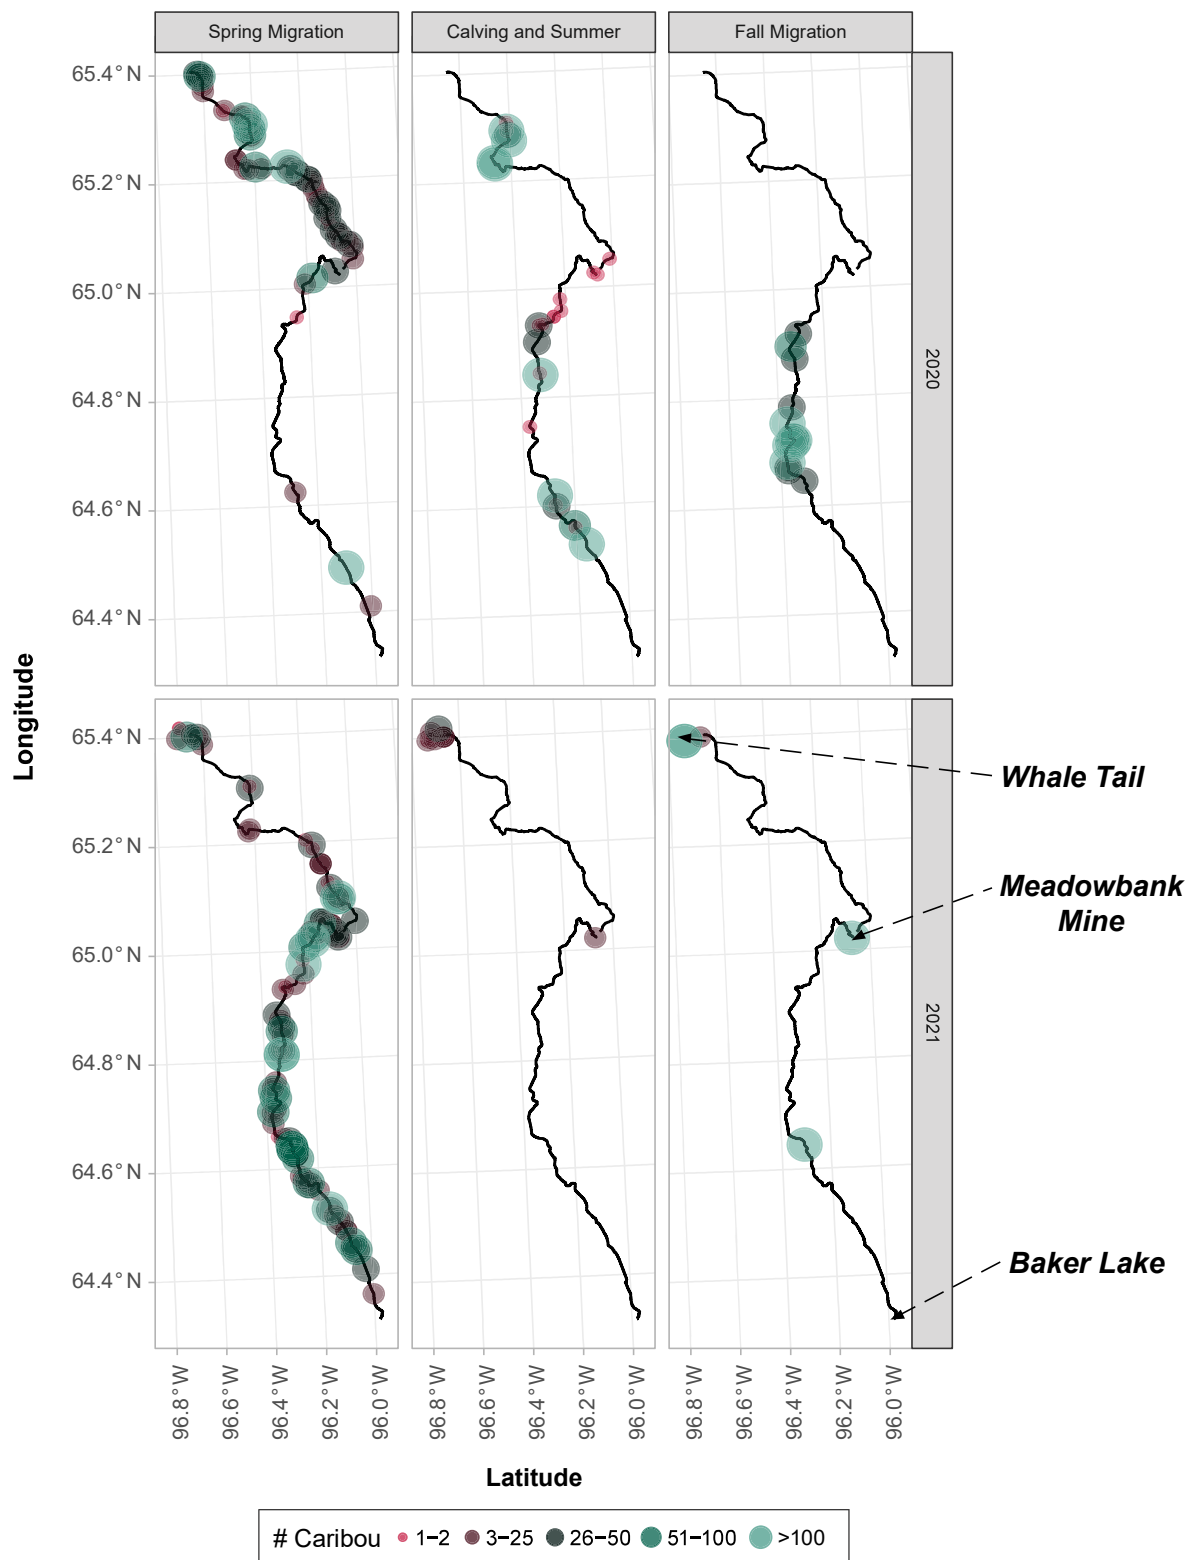 Spring Migration
Calving and Summer
Fall Migration
65.4° N
65.2° N
65.0° N
64.8° N
64.6° N
64.4° N
2020
Longitude
65.4° N
65.2° N
65.0° N
64.8° N
64.6° N
64.4° N
2021
Whale Tail
Meadowbank
Mine
Baker Lake
96.8° W
96.6° W
96.4° W
96.2° W
96.0° W
96.8° W
96.6° W
96.4° W
96.2° W
96.0° W
96.8° W
96.6° W
96.4° W
96.2° W
96.0° W
Latitude
# Caribou 1–2 3–25 26–50 51–100 >100